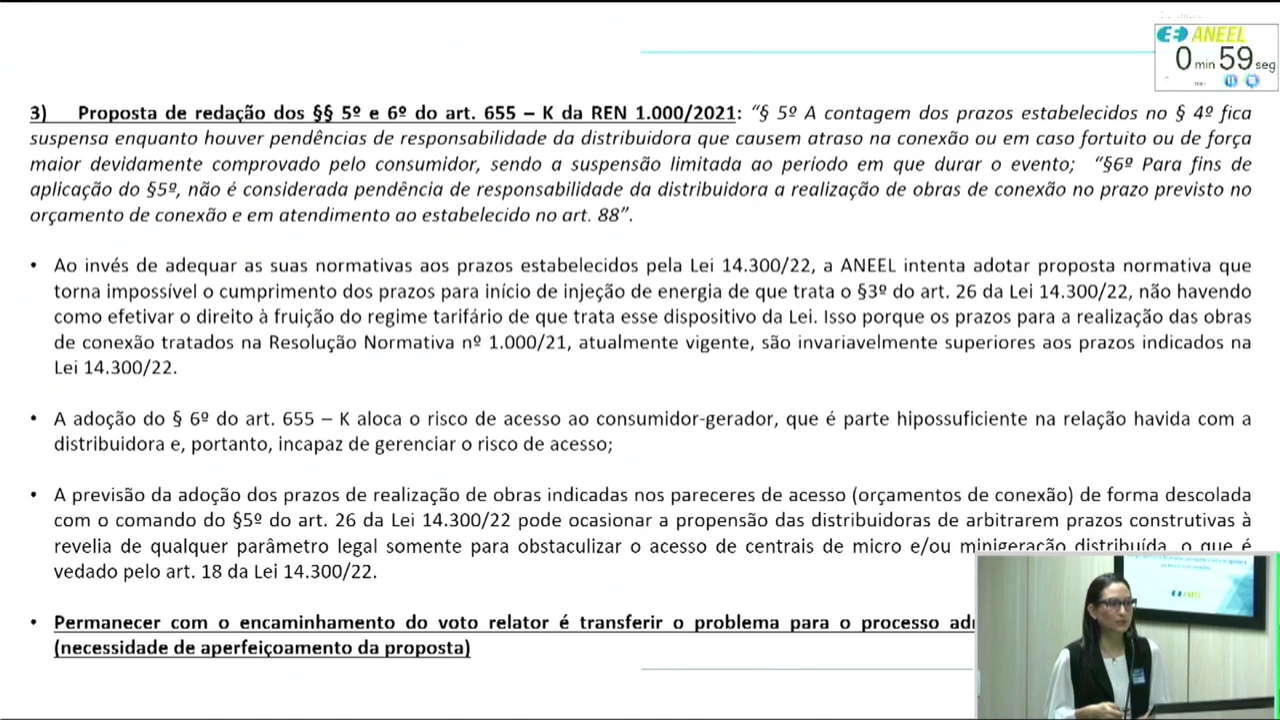 ANEEL
0 min 59 seg
3) Proposta de redação dos §§ 5º e 6º do art. 655 – K da REN 1.000/2021: “§ 5º A contagem dos prazos estabelecidos no § 4º fica
suspensa enquanto houver pendências de responsabilidade da distribuidora que causem atraso na conexão ou em caso fortuito ou de força
maior devidamente comprovado pelo consumidor, sendo a suspensão limitada ao período em que durar o evento; “§6º Para fins de
aplicação do §5º, não é considerada pendência de responsabilidade da distribuidora a realização de obras de conexão no prazo previsto no
orçamento de conexão e em atendimento ao estabelecido no art. 88”.
• Ao invés de adequar as suas normativas aos prazos estabelecidos pela Lei 14.300/22, a ANEEL intenta adotar proposta normativa que
torna impossível o cumprimento dos prazos para início de injeção de energia de que trata o §3º do art. 26 da Lei 14.300/22, não havendo
como efetivar o direito à fruição do regime tarifário de que trata esse dispositivo da Lei. Isso porque os prazos para a realização das obras
de conexão tratados na Resolução Normativa nº 1.000/21, atualmente vigente, são invariavelmente superiores aos prazos indicados na
Lei 14.300/22.
• A adoção do § 6º do art. 655 – K aloca o risco de acesso ao consumidor-gerador, que é parte hipossuficiente na relação havida com a
distribuidora e, portanto, incapaz de gerenciar o risco de acesso;
• A previsão da adoção dos prazos de realização de obras indicadas nos pareceres de acesso (orçamentos de conexão) de forma descolada
com o comando do §5º do art. 26 da Lei 14.300/22 pode ocasionar a propensão das distribuidoras de arbitrarem prazos construtivas à
revelia de qualquer parâmetro legal somente para obstaculizar o acesso de centrais de micro e/ou minigeração distribuída, o que é
vedado pelo art. 18 da Lei 14.300/22.
• Permanecer com o encaminhamento do voto relator é transferir o problema para o processo
(necessidade de aperfeiçoamento da proposta)
ANEEL